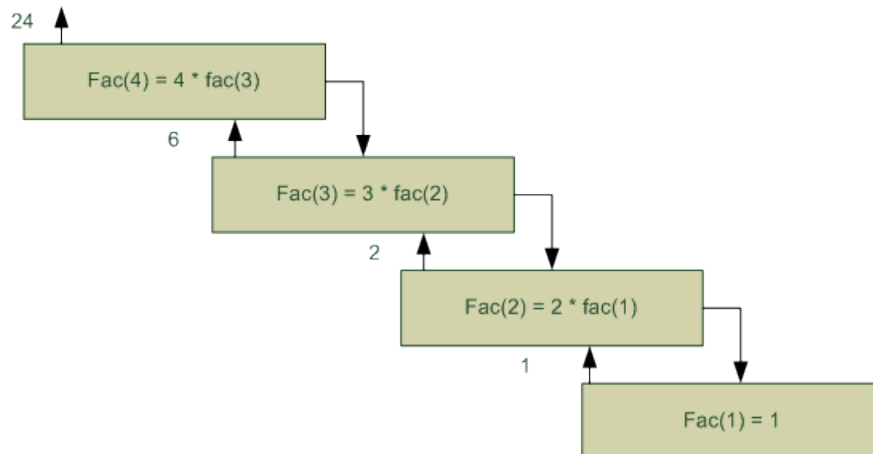 24
Fac(4) = 4 * fac(3)
6
Fac(3) = 3 * fac(2)
2
Fac(2) = 2 * fac(1)
1
Fac(1) = 1